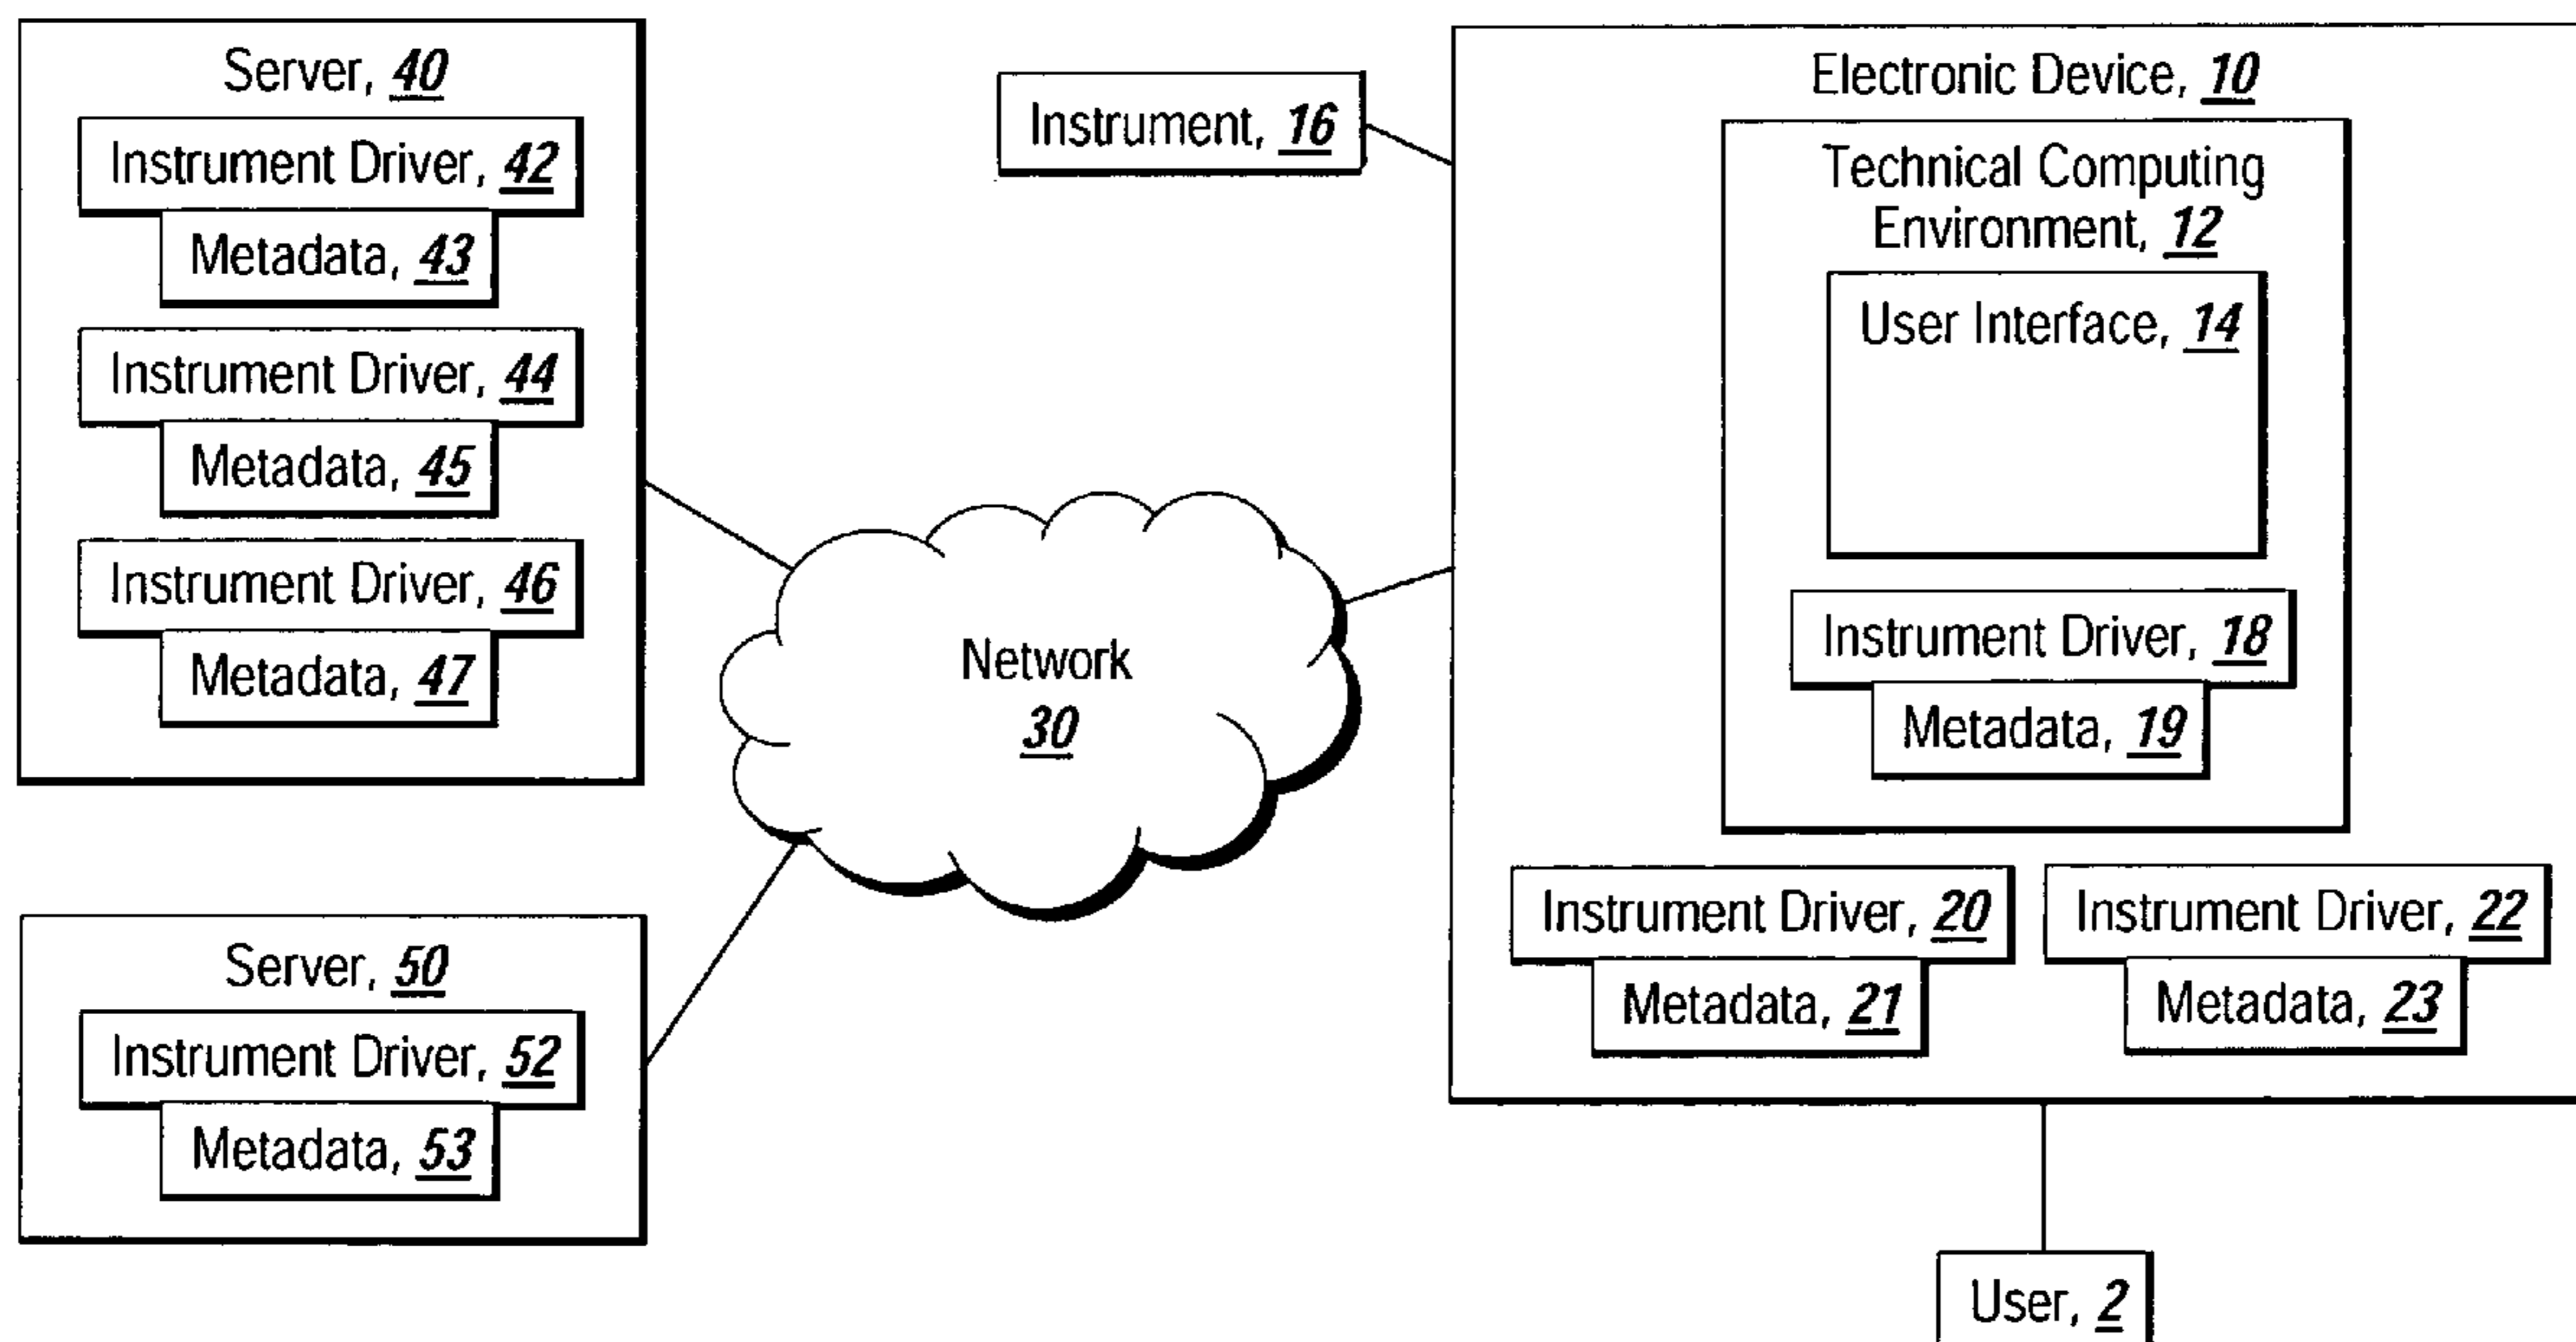 Server, 40
Instrument Driver, 42
Metadata, 43
Instrument Driver, 44
Metadata, 45
Instrument Driver, 46
Metadata, 47
Server, 50
Instrument Driver, 52
Metadata, 53
Network
30
Instrument, 16
Electronic Device, 10
Technical Computing
Environment, 12
User Interface, 14
Instrument Driver, 18
Metadata, 19
Instrument Driver, 20
Metadata, 21
Instrument Driver, 22
Metadata, 23
User, 2